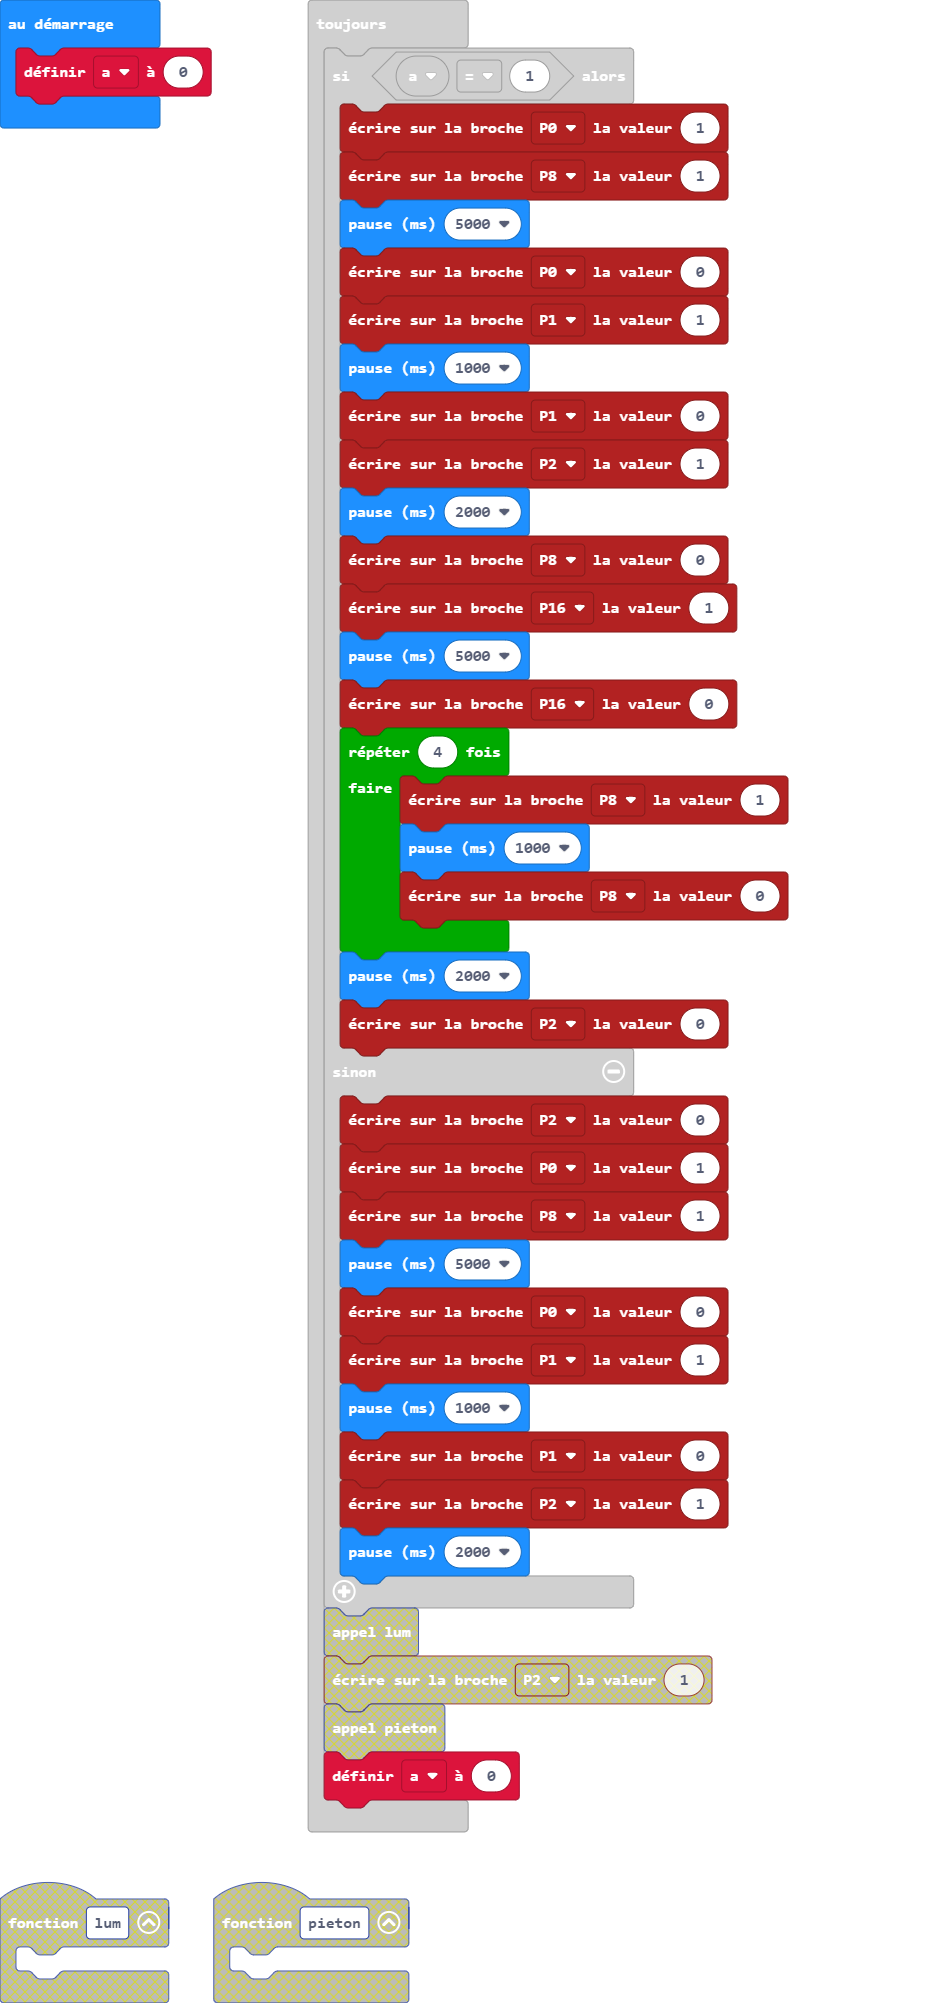 au démarrage
définir a à 0
toujours
si a = 1 alors
écrire sur la broche P0 la valeur 1
écrire sur la broche P8 la valeur 1
pause (ms) 5000
écrire sur la broche P0 la valeur 0
écrire sur la broche P1 la valeur 1
pause (ms) 1000
écrire sur la broche P1 la valeur 0
écrire sur la broche P2 la valeur 1
pause (ms) 2000
écrire sur la broche P8 la valeur 0
écrire sur la broche P16 la valeur 1
pause (ms) 5000
écrire sur la broche P16 la valeur 0
répéter 4 fois
faire
écrire sur la broche P8 la valeur 1
pause (ms) 1000
écrire sur la broche P8 la valeur 0
pause (ms) 2000
écrire sur la broche P2 la valeur 0
sinon
écrire sur la broche P2 la valeur 0
écrire sur la broche P0 la valeur 1
écrire sur la broche P8 la valeur 1
pause (ms) 5000
écrire sur la broche P0 la valeur 0
écrire sur la broche P1 la valeur 1
pause (ms) 1000
écrire sur la broche P1 la valeur 0
écrire sur la broche P2 la valeur 1
pause (ms) 2000
appel lum
écrire sur la broche P2 la valeur 1
appel pieton
définir a à 0
fonction lum
fonction pieton